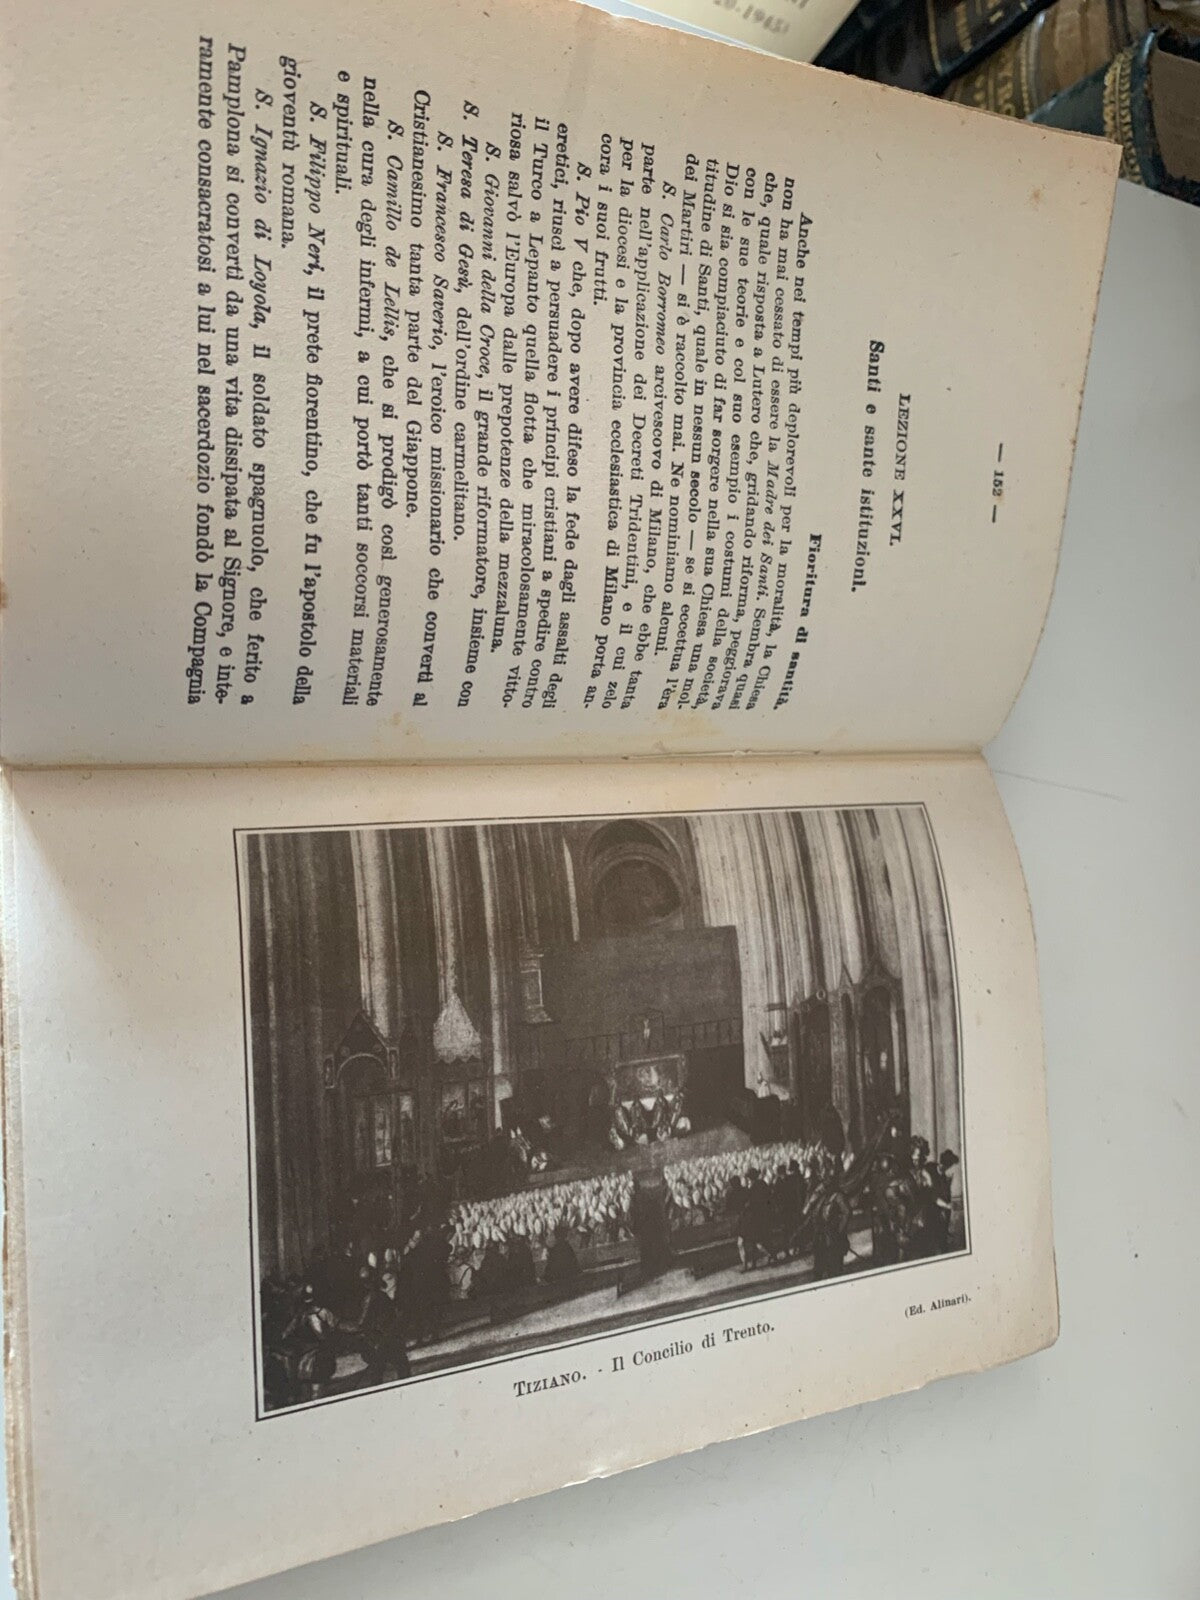 — 152 —
LEZIONE XXVI.
Santi e sante istituzioni.
Fioritura di santità.
Anche nei tempi più deplorevoli per la moralità, la Chiesa
non ha mai cessato di essere la Madre dei Santi. Sembra quasi
che, quale risposta a Lutero che, gridando riforma, peggiorava
con le sue teorie e col suo esempio i costumi della società,
Dio si sia compiaciuto di far sorgere nella sua Chiesa una mol-
titudine di Santi, quale in nessun secolo — se si eccettua l'èra
dei Martiri — si è raccolto mai. Ne nominiamo alcuni.
S. Carlo Borromeo arcivescovo di Milano, che ebbe tanta
parte nell'applicazione dei Decreti Tridentini, e il cui zelo
per la diocesi e la provincia ecclesiastica di Milano porta an-
cora i suoi frutti.
S. Pio V che, dopo avere difeso la fede dagli assalti degli
eretici, riuscì a persuadere i prìncipi cristiani a spedire contro
il Turco a Lepanto quella flotta che miracolosamente vitto-
riosa salvò l'Europa dalle prepotenze della mezzaluna.
S. Giovanni della Croce, il grande riformatore, insieme con
S. Teresa di Gesù, dell'ordine carmelitano.
S. Francesco Saverio, l'eroico missionario che convertì al
Cristianesimo tanta parte del Giappone.
S. Camillo de Lellis, che si prodigò così generosamente
nella cura degli infermi, a cui portò tanti soccorsi materiali
e spirituali.
S. Filippo Neri, il prete fiorentino, che fu l'apostolo della
gioventù romana.
S. Ignazio di Loyola, il soldato spagnuolo, che ferito a
Pamplona si convertì da una vita dissipata al Signore, e inte-
ramente consacratosi a lui nel sacerdozio fondò la Compagnia
(Ed. Alinari).
TIZIANO. - Il Concilio di Trento.